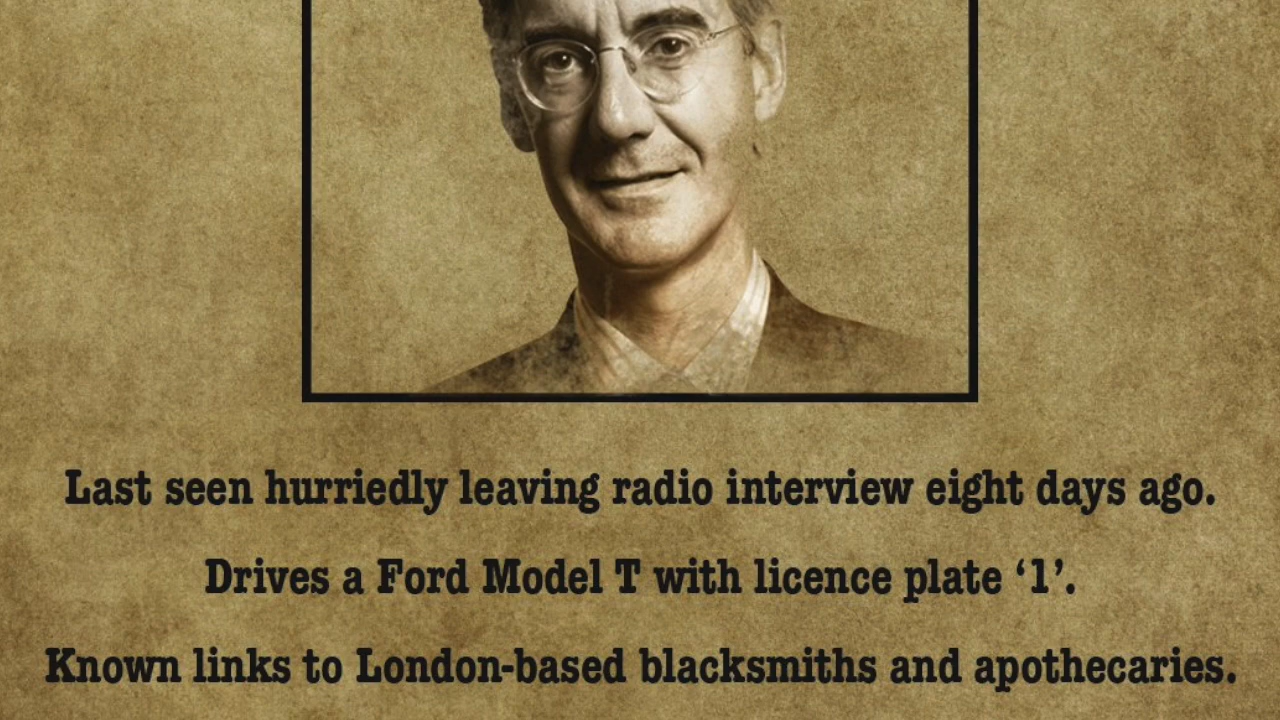 Last seen hurriedly leaving radio interview eight days ago.
Drives a Ford Model T with licence plate ‘1’.
Known links to London-based blacksmiths and apothecaries.